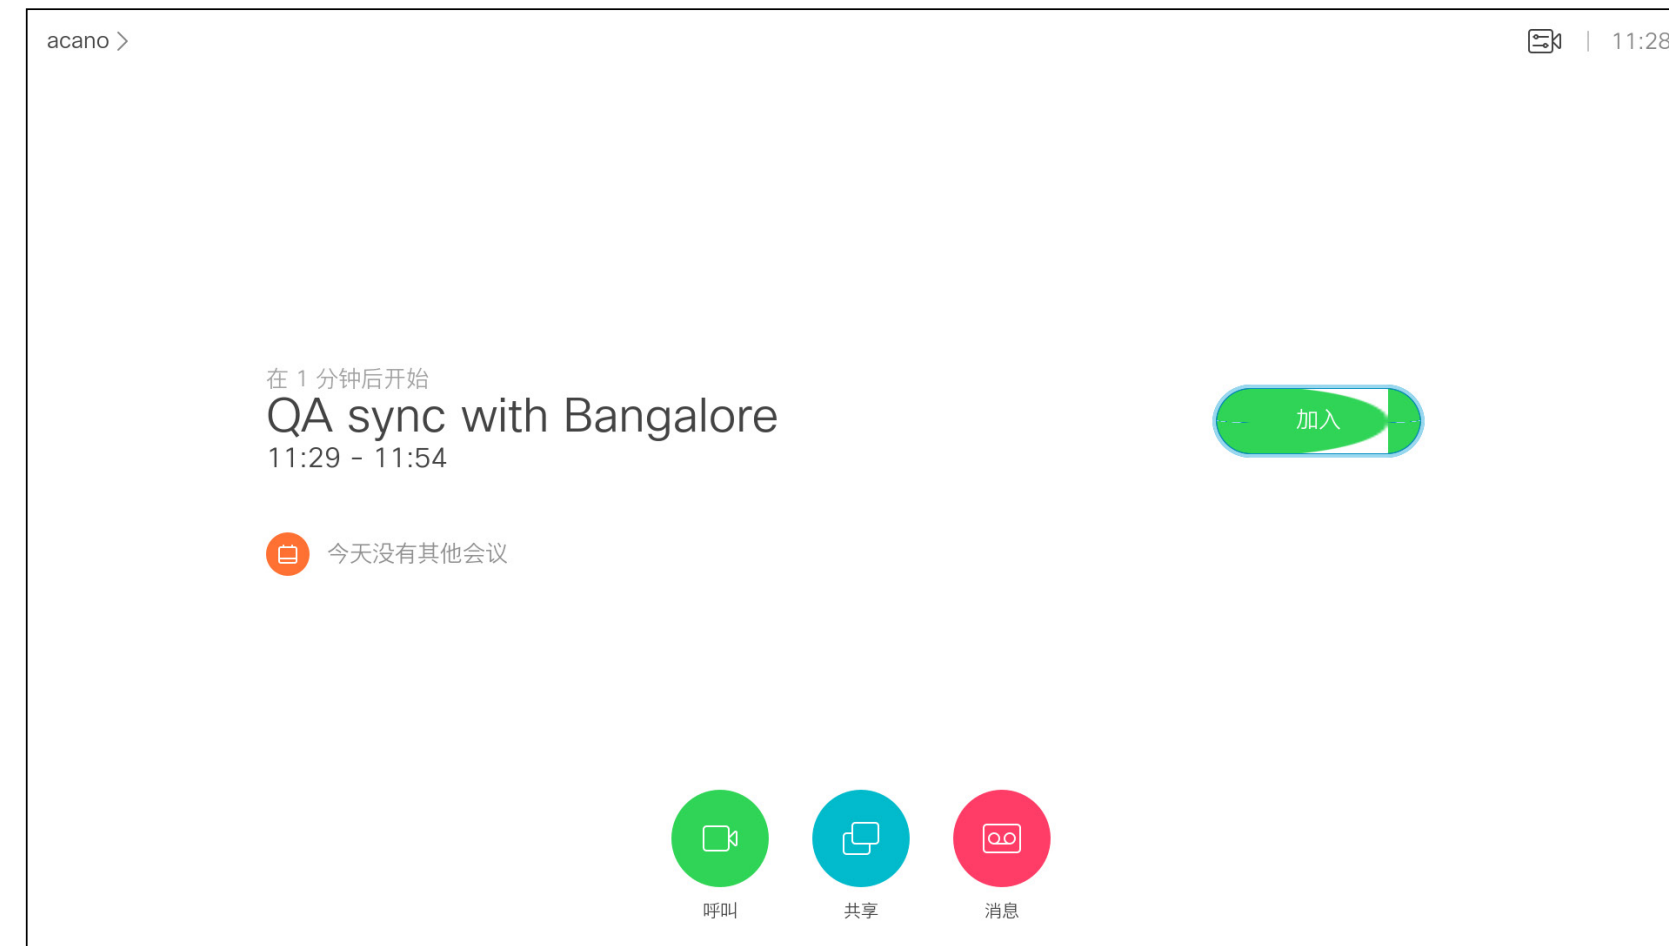 acano
11:28
在 1 分钟后开始
QA sync with Bangalore
11:29 - 11:54
加入
今天没有其他会议
呼叫
共享
消息